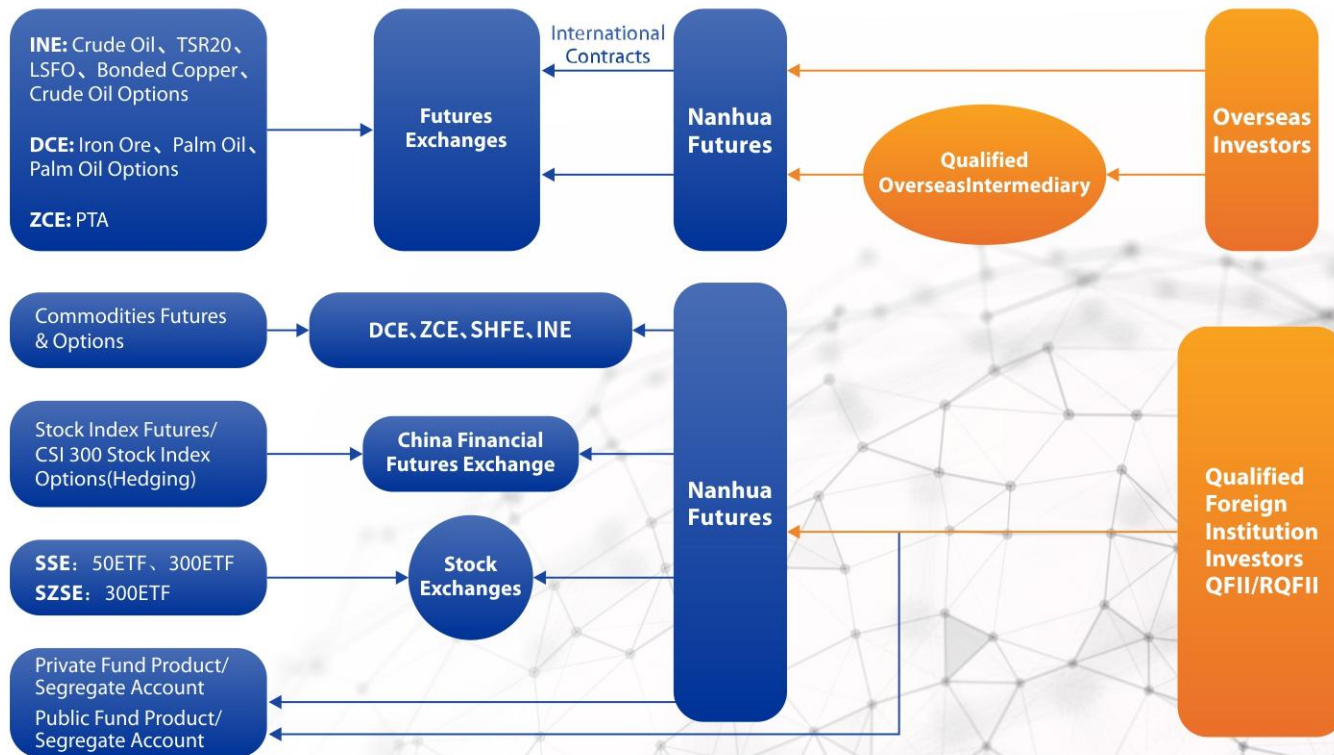 INE: Crude Oil、TSR20、
LSFO、Bonded Copper、
Crude Oil Options
DCE: Iron Ore、Palm Oil、
Palm Oil Options
ZCE: PTA
Futures
Exchanges
International
Contracts
Nanhua
Futures
Qualified
OverseasIntermediary
Overseas
Investors
Commodities Futures
& Options
DCE、ZCE、SHFE、INE
Stock Index Futures/
CSI 300 Stock Index
Options(Hedging)
China Financial
Futures Exchange
SSE：50ETF、300ETF
SZSE：300ETF
Stock
Exchanges
Private Fund Product/
Segregate Account
Public Fund Product/
Segregate Account
Nanhua
Futures
Qualified
Foreign
Institution
Investors
QFII/RQFII